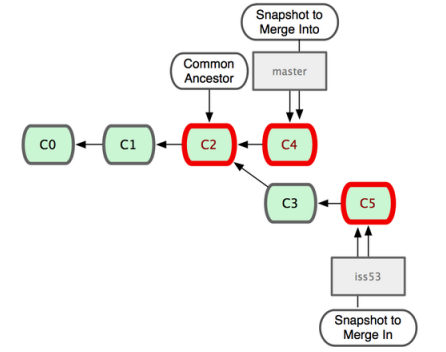 Snapshot to
Merge Into
Common
Ancestor
master
C0
C1
C2
C4
C3
C5
iss53
Snapshot to
Merge In